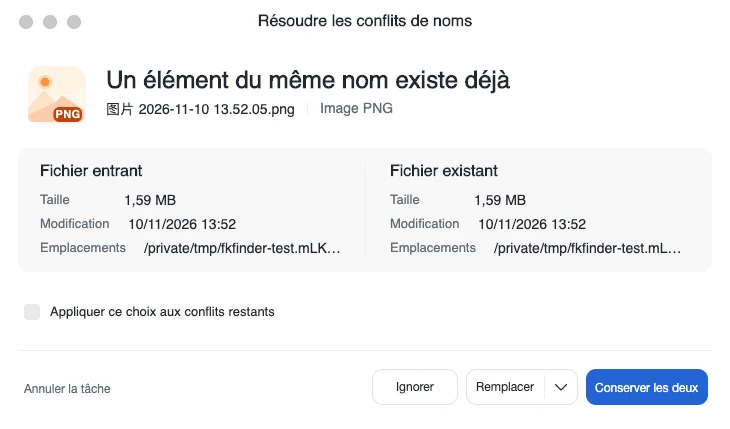 Résoudre les conflits de noms
Un élément du même nom existe déjà
PNG
图片 2026-11-10 13.52.05.png Image PNG
Fichier entrant
Taille 1,59 MB
Modification 10/11/2026 13:52
Emplacements /private/tmp/fkfinder-test.mLK…
Fichier existant
Taille 1,59 MB
Modification 10/11/2026 13:52
Emplacements /private/tmp/fkfinder-test.mL…
Appliquer ce choix aux conflits restants
Annuler la tâche
Ignorer
Remplacer
Conserver les deux